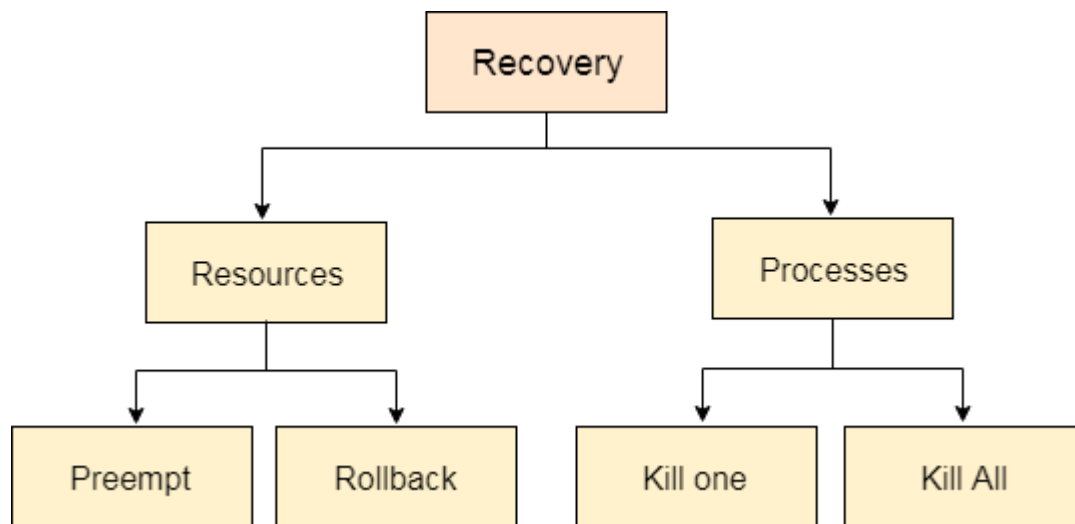 Recovery
Resources
Processes
Preempt
Rollback
Kill one
Kill All